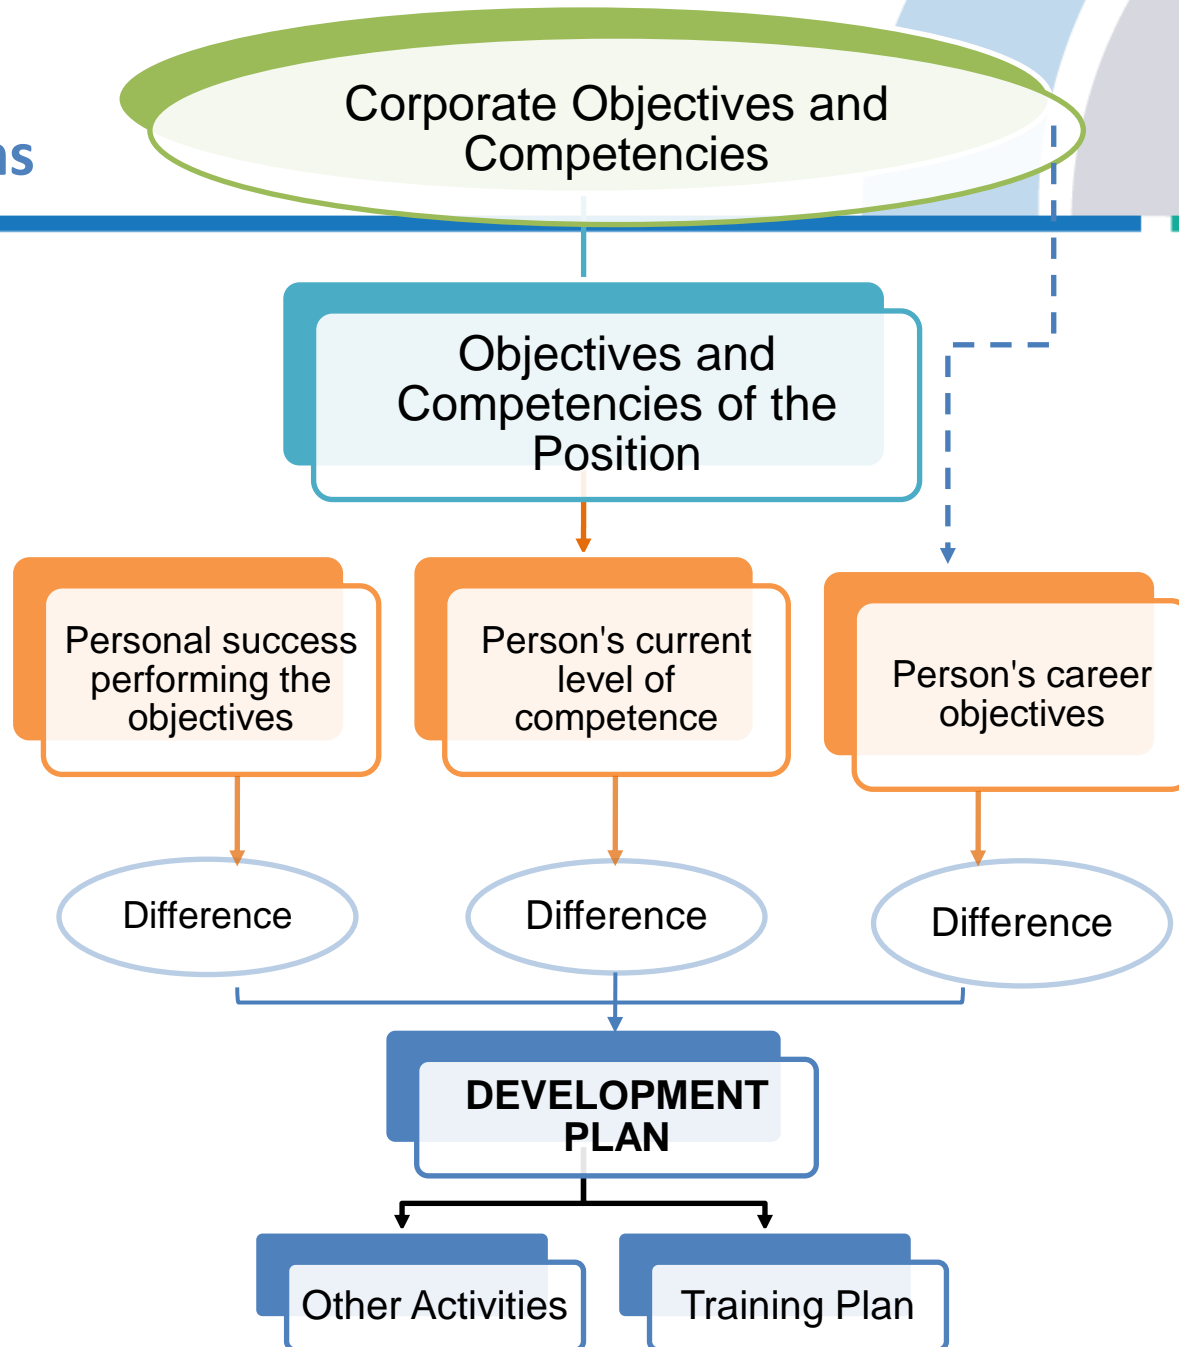 Corporate Objectives and
Competencies
ns
Objectives and
Competencies of the
Position
Personal success
performing the
objectives
Person's current
level of
competence
Person's career
objectives
Difference
Difference
Difference
DEVELOPMENT
PLAN
Other Activities
Training Plan